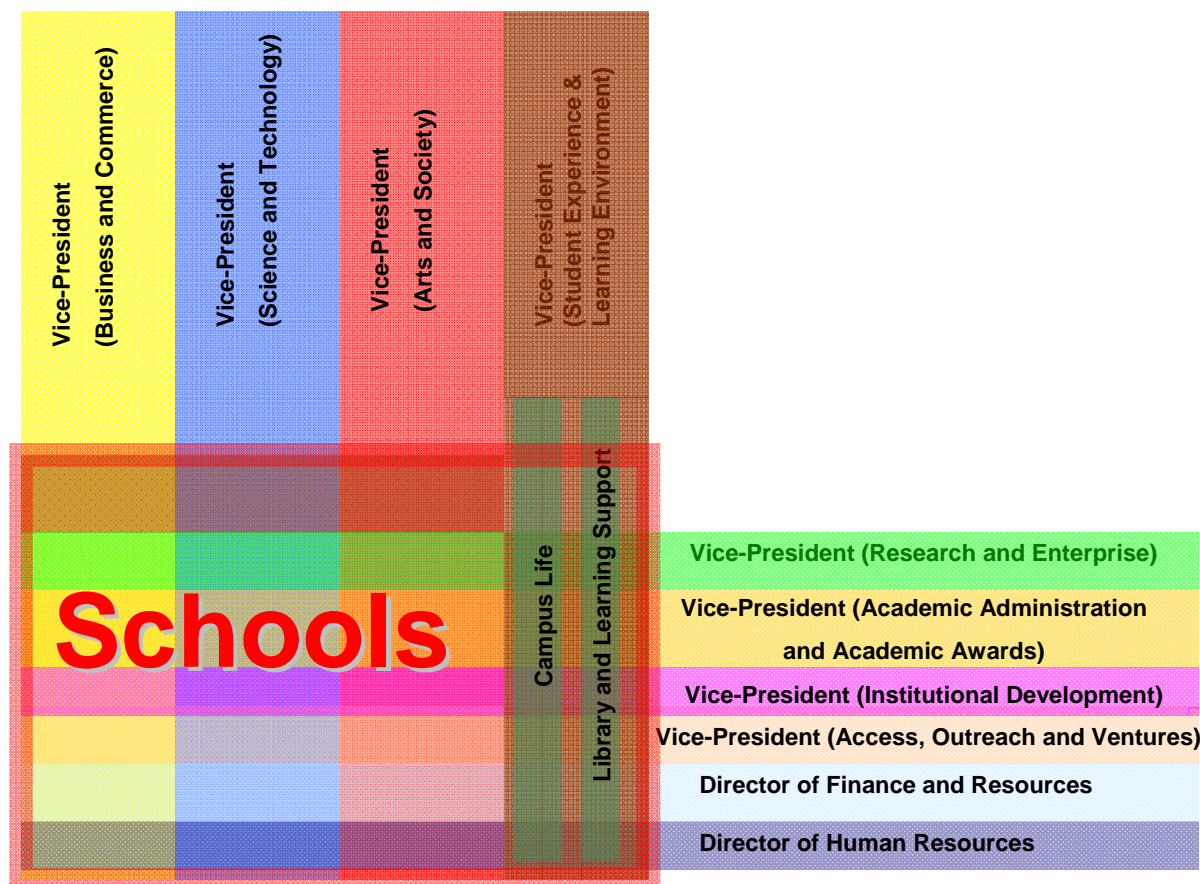 Vice-President
(Business and Commerce)
Vice-President
(Science and Technology)
Vice-President
(Arts and Society)
Vice-President
(Student Experience &
Learning Environment)
Schools
Campus Life
Library and Learning Support
Vice-President (Research and Enterprise)
Vice-President (Academic Administration
and Academic Awards)
Vice-President (Institutional Development)
Vice-President (Access, Outreach and Ventures)
Director of Finance and Resources
Director of Human Resources